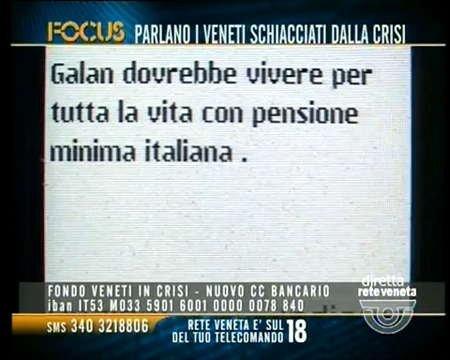 FOCUS PARLANO I VENETI SCHIACCIATI DALLA CRISI
Galan dovrebbe vivere per
tutta la vita con pensione
minima italiana .
FONDO VENETI IN CRISI - NUOVO CC BANCARIO
iban IT53 M033 5901 6001 0000 0078 840
diretta
reteveneta
SMS 340 3218806
RETE VENETA E' SUL
DEL TUO TELECOMANDO 18